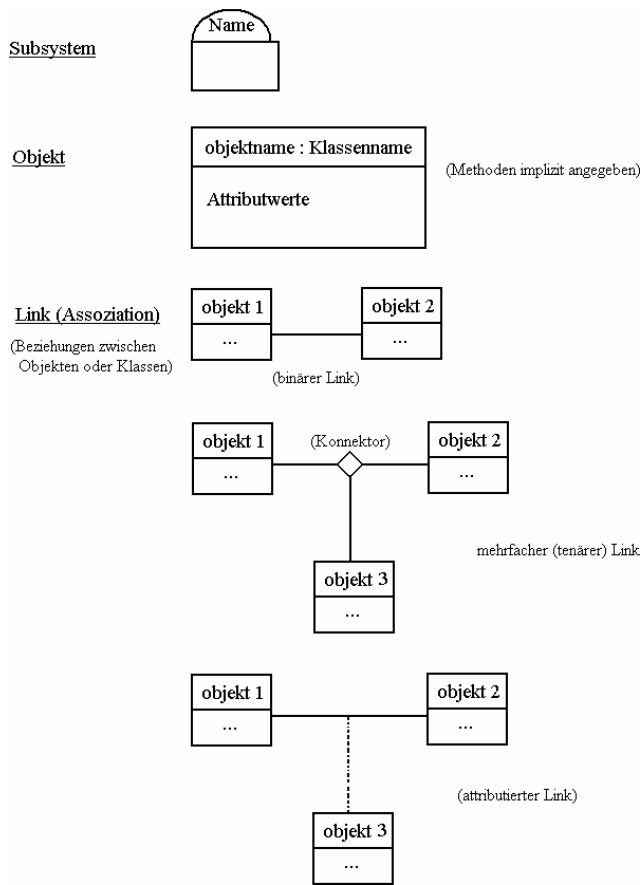 Name
Subsystem
Objekt
objektname : Klassenname
(Methoden implizit angegeben)
Attributwerte
Link (Assoziation)
(Beziehungen zwischen
Objekten oder Klassen)
objekt 1
...
objekt 2
...
(binärer Link)
objekt 1
...
(Konnektor)
objekt 2
...
mehrfacher (tenärer) Link
objekt 3
...
objekt 1
...
objekt 2
...
(attributierter Link)
objekt 3
...